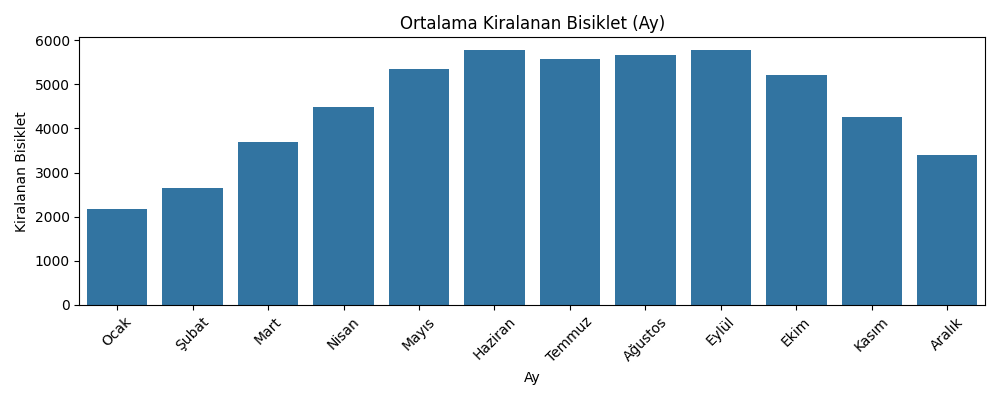 Ortalama Kiralanan Bisiklet (Ay)
Kiralanan Bisiklet
6000
5000
4000
3000
2000
1000
0
Ocak
Şubat
Mart
Nisan
Mayıs
Haziran
Temmuz
Ağustos
Eylül
Ekim
Kasım
Aralık
Ay